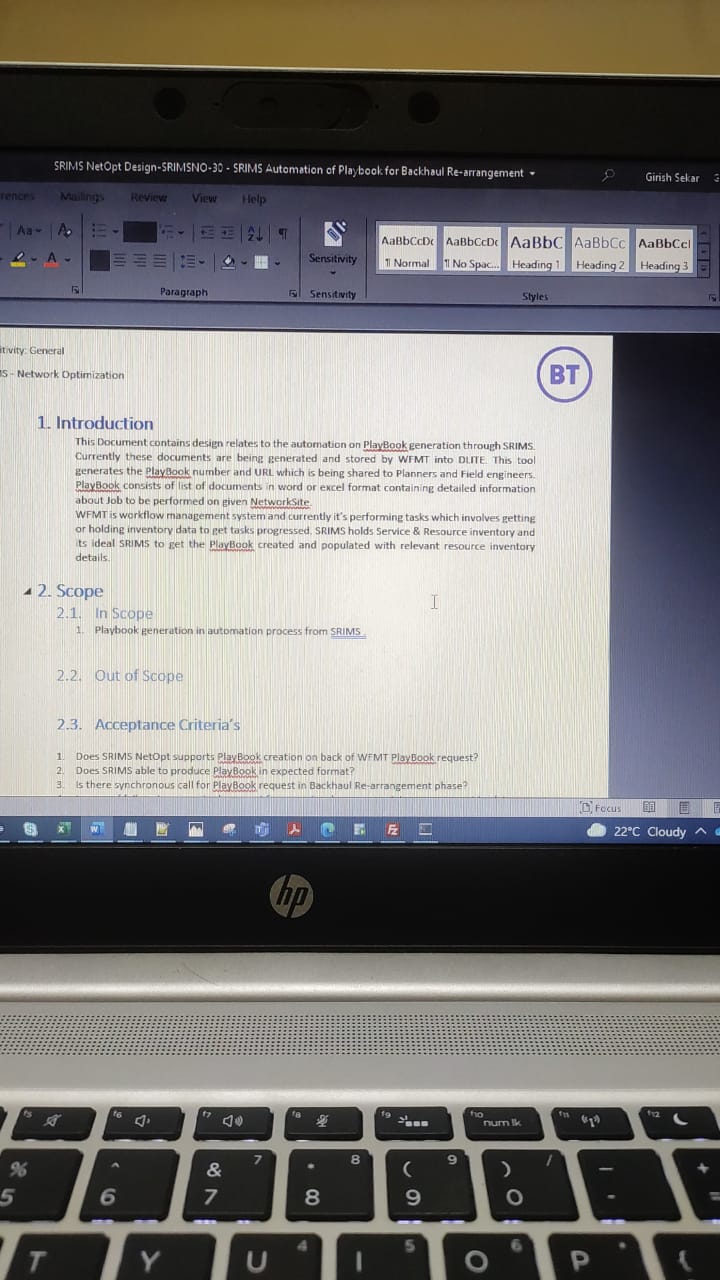 SRIMS NetOpt Design-SRIMSNO-30 - SRIMS Automation of Playbook for Backhaul Re-arrangement
Girish Sekar
rences Mailings Review View Help
Aa
A
Sensitivity
AaBbCcDc AaBbCcDc AaBbC AaBbCc AaBbCcI
¶ Normal ¶ No Spac... Heading 1 Heading 2 Heading 3
Paragraph Sensitivity Styles
itivity: General
MS - Network Optimization
BT
1. Introduction
This Document contains design relates to the automation on PlayBook generation through SRIMS.
Currently these documents are being generated and stored by WFMT into DLITE. This tool
generates the PlayBook number and URL which is being shared to Planners and Field engineers.
PlayBook consists of list of documents in word or excel format containing detailed information
about Job to be performed on given NetworkSite.
WFMT is workflow management system and currently it's performing tasks which involves getting
or holding inventory data to get tasks progressed. SRIMS holds Service & Resource inventory and
its ideal SRIMS to get the PlayBook created and populated with relevant resource inventory
details.
2. Scope
2.1. In Scope
1. Playbook generation in automation process from SRIMS
2.2. Out of Scope
2.3. Acceptance Criteria's
1. Does SRIMS NetOpt supports PlayBook creation on back of WFMT PlayBook request?
2. Does SRIMS able to produce PlayBook in expected format?
3. Is there synchronous call for PlayBook request in Backhaul Re-arrangement phase?
Focus
22°C Cloudy
hp
f5 f6 f7 f8 f9 f10 num lk f11 f12
% ^ & 7 * 8 ( 9 ) / — +
5 6 7 8 9 0 - =
T Y U 4 I 5 O 6 P * {